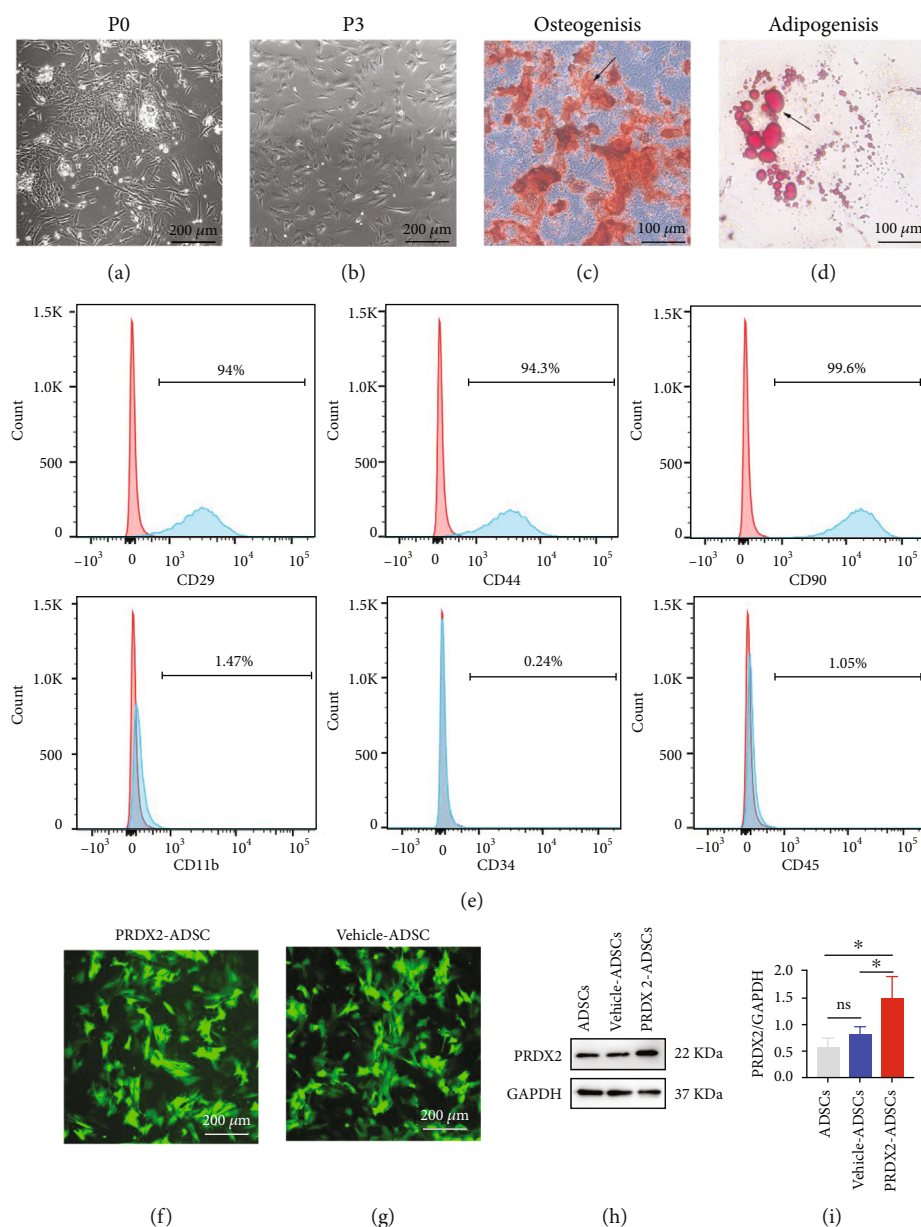 P0
P3
Osteogenisis
Adipogenisis
200 µm
200 µm
100 µm
100 µm
(a)
(b)
(c)
(d)
1.5K
1.0K
500
0
Count
94%
−10³ 0 10³ 10⁴ 10⁵
CD29
1.5K
1.0K
500
0
Count
94.3%
−10³ 0 10³ 10⁴ 10⁵
CD44
1.5K
1.0K
500
0
Count
99.6%
−10³ 0 10³ 10⁴ 10⁵
CD90
1.5K
1.0K
500
0
Count
1.47%
−10³ 0 10³ 10⁴ 10⁵
CD11b
1.5K
1.0K
500
0
Count
0.24%
−10³ 0 10³ 10⁴ 10⁵
CD34
1.5K
1.0K
500
0
Count
1.05%
−10³ 0 10³ 10⁴ 10⁵
CD45
(e)
PRDX2-ADSC
200 µm
Vehicle-ADSC
200 µm
ADSCs
Vehicle-ADSCs
PRDX 2-ADSCs
PRDX2
22 KDa
GAPDH
37 KDa
PRDX2/GAPDH
2.0
1.5
1.0
0.5
0.0
*
*
ns
ADSCs
Vehicle-ADSCs
PRDX2-ADSCs
(f)
(g)
(h)
(i)